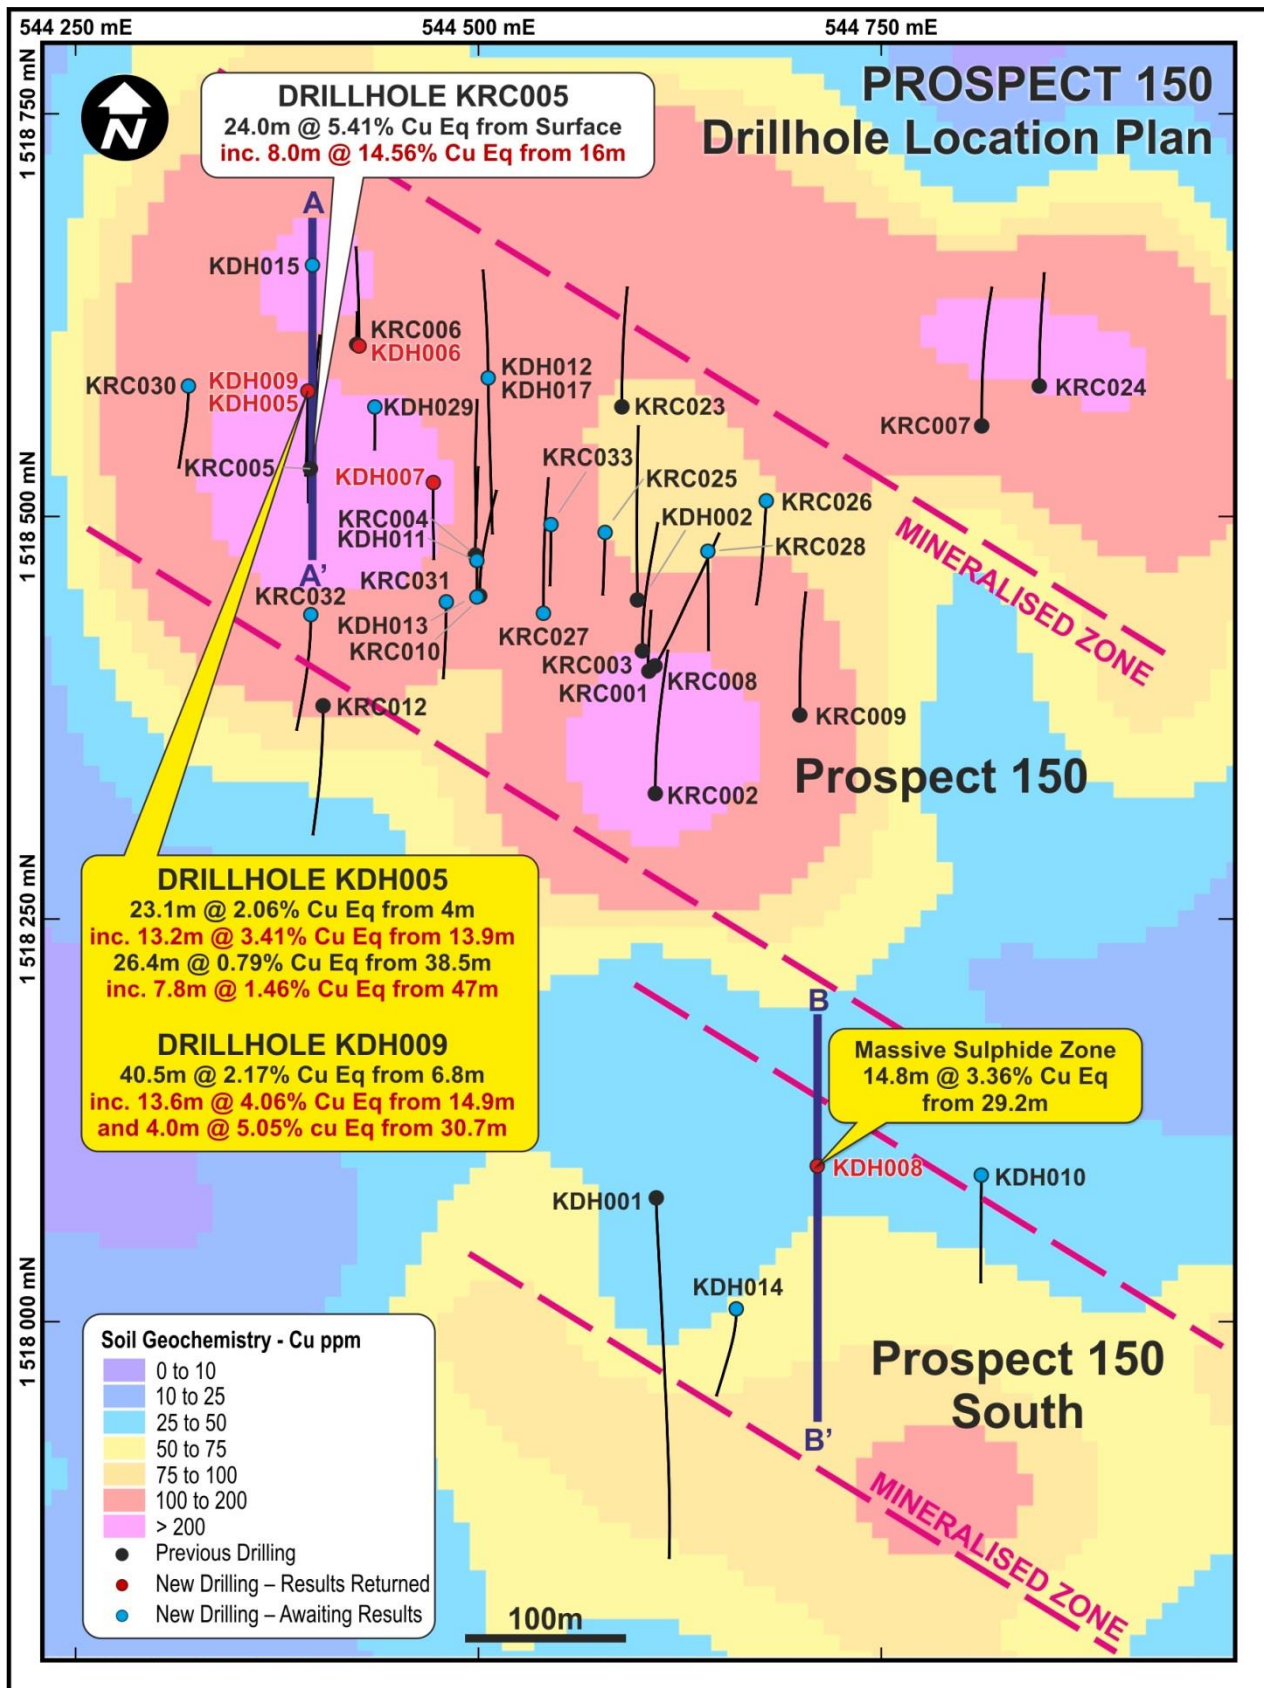 544 250 mE
544 500 mE
544 750 mE
1 518 750 mN
1 518 500 mN
1 518 250 mN
1 518 000 mN
N
PROSPECT 150
Drillhole Location Plan
DRILLHOLE KRC005
24.0m @ 5.41% Cu Eq from Surface
inc. 8.0m @ 14.56% Cu Eq from 16m
A
KDH015
KRC006
KDH006
KRC030
KDH009
KDH005
KDH029
KDH012
KDH017
KRC023
KRC024
KRC007
KRC005
KDH007
KRC033
KRC025
KDH002
KRC026
KRC004
KDH011
KRC028
A’
KRC031
KRC032
KDH013
KRC010
KRC027
KRC003
KRC001
KRC008
KRC012
KRC009
KRC002
MINERALISED ZONE
Prospect 150
DRILLHOLE KDH005
23.1m @ 2.06% Cu Eq from 4m
inc. 13.2m @ 3.41% Cu Eq from 13.9m
26.4m @ 0.79% Cu Eq from 38.5m
inc. 7.8m @ 1.46% Cu Eq from 47m
DRILLHOLE KDH009
40.5m @ 2.17% Cu Eq from 6.8m
inc. 13.6m @ 4.06% Cu Eq from 14.9m
and 4.0m @ 5.05% cu Eq from 30.7m
B
Massive Sulphide Zone
14.8m @ 3.36% Cu Eq
from 29.2m
KDH008
KDH010
KDH001
KDH014
Prospect 150
South
B’
MINERALISED ZONE
Soil Geochemistry - Cu ppm
0 to 10
10 to 25
25 to 50
50 to 75
75 to 100
100 to 200
> 200
Previous Drilling
New Drilling – Results Returned
New Drilling – Awaiting Results
100m